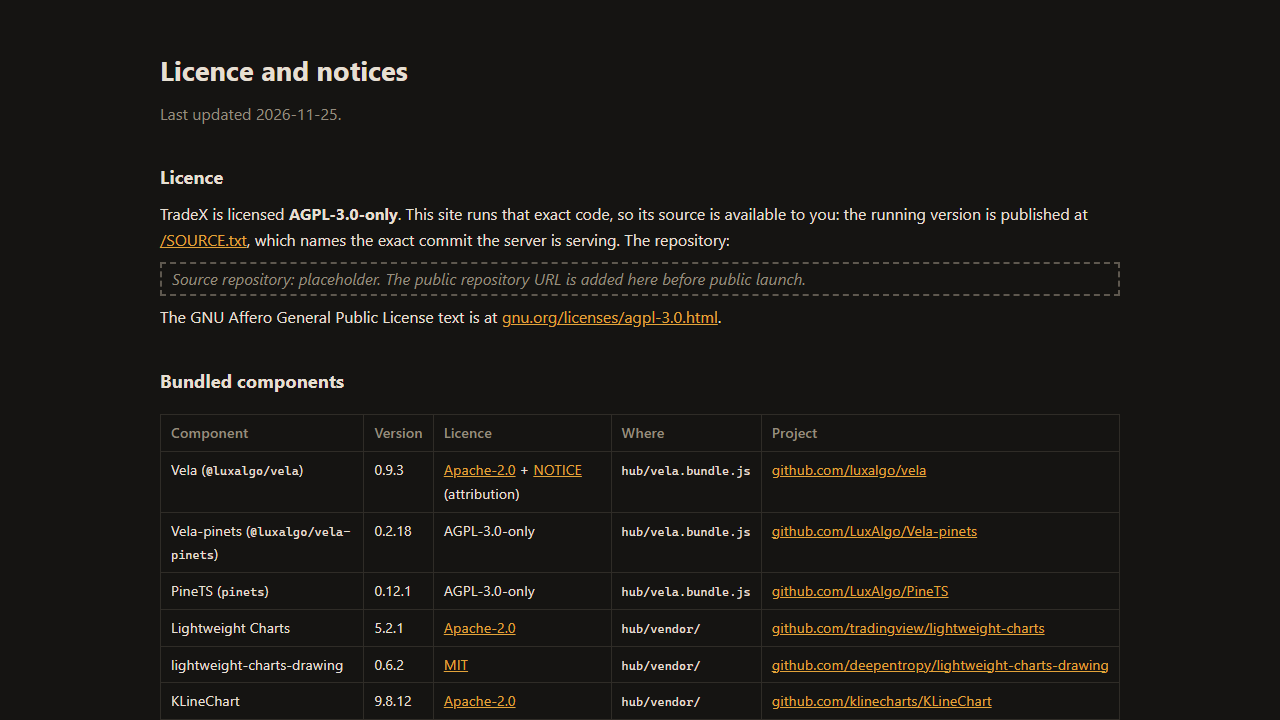 Licence and notices
Last updated 2026-11-25.
Licence
TradeX is licensed AGPL-3.0-only. This site runs that exact code, so its source is available to you: the running version is published at
/SOURCE.txt, which names the exact commit the server is serving. The repository:
Source repository: placeholder. The public repository URL is added here before public launch.
The GNU Affero General Public License text is at gnu.org/licenses/agpl-3.0.html.
Bundled components
Component Version Licence Where Project
Vela (@luxalgo/vela) 0.9.3 Apache-2.0 + NOTICE hub/vela.bundle.js github.com/luxalgo/vela
(attribution)
Vela-pinets (@luxalgo/vela- 0.2.18 AGPL-3.0-only hub/vela.bundle.js github.com/LuxAlgo/Vela-pinets
pinets)
PineTS (pinets) 0.12.1 AGPL-3.0-only hub/vela.bundle.js github.com/LuxAlgo/PineTS
Lightweight Charts 5.2.1 Apache-2.0 hub/vendor/ github.com/tradingview/lightweight-charts
lightweight-charts-drawing 0.6.2 MIT hub/vendor/ github.com/deepentropy/lightweight-charts-drawing
KLineChart 9.8.12 Apache-2.0 hub/vendor/ github.com/klinecharts/KLineChart